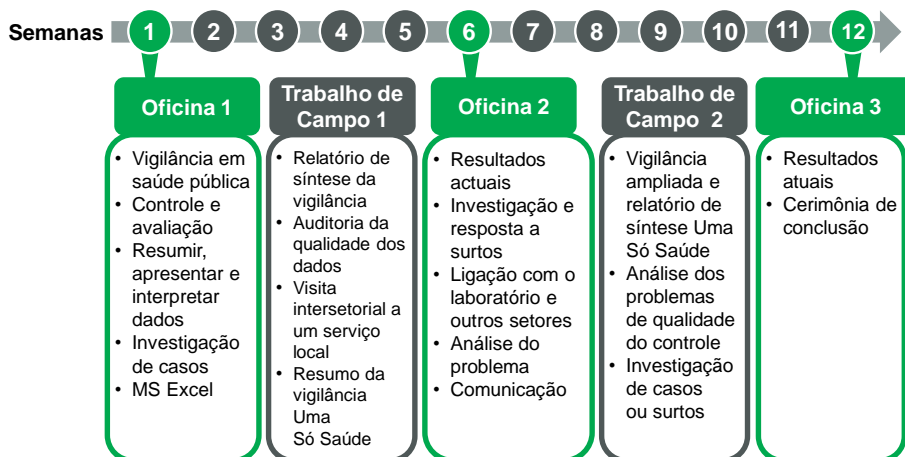 Semanas 1 2 3 4 5 6 7 8 9 10 11 12
Oficina 1
• Vigilância em
saúde pública
• Controle e
avaliação
• Resumir,
apresentar e
interpretar
dados
• Investigação
de casos
• MS Excel
Trabalho de
Campo 1
• Relatório de
síntese da
vigilância
• Auditoria da
qualidade dos
dados
• Visita
intersetorial a
um serviço
local
• Resumo da
vigilância
Uma
Só Saúde
Oficina 2
• Resultados
actuais
• Investigação e
resposta a
surtos
• Ligação com o
laboratório e
outros setores
• Análise do
problema
• Comunicação
Trabalho de
Campo 2
• Vigilância
ampliada e
relatório de
síntese Uma
Só Saúde
• Análise dos
problemas
de qualidade
do controle
• Investigação
de casos
ou surtos
Oficina 3
• Resultados
atuais
• Cerimônia de
conclusão